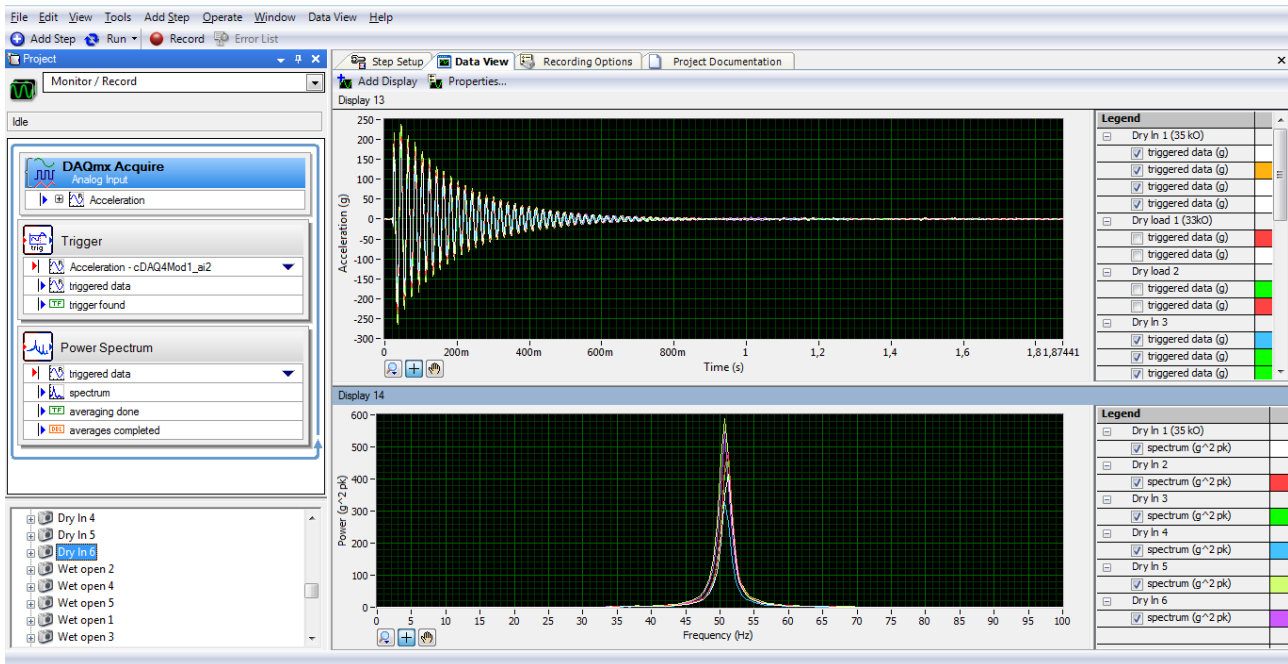 File Edit View Tools Add Step Operate Window Data View Help
Add Step Run Record Error List
Project
Monitor / Record
Idle
DAQmx Acquire
Analog Input
Acceleration
trig
Trigger
Acceleration - cDAQ4Mod1_ai2
triggered data
TF trigger found
Power Spectrum
triggered data
spectrum
TF averaging done
DBL averages completed
Dry In 4
Dry In 5
Dry In 6
Wet open 2
Wet open 4
Wet open 5
Wet open 1
Wet open 3
Step Setup Data View Recording Options Project Documentation
Add Display Properties...
Display 13
Acceleration (g)
250
200
150
100
50
0
-50
-100
-150
-200
-250
-300
0 200m 400m 600m 800m 1 1,2 1,4 1,6 1,8 1,87441
Time (s)
Legend
Dry In 1 (35 kO)
triggered data (g)
triggered data (g)
triggered data (g)
triggered data (g)
Dry load 1 (33kO)
triggered data (g)
triggered data (g)
Dry load 2
triggered data (g)
triggered data (g)
Dry In 3
triggered data (g)
triggered data (g)
triggered data (g)
Display 14
Power (g^2 pk)
600
500
400
300
200
100
0
0 5 10 15 20 25 30 35 40 45 50 55 60 65 70 75 80 85 90 95 100
Frequency (Hz)
Legend
Dry In 1 (35 kO)
spectrum (g^2 pk)
Dry In 2
spectrum (g^2 pk)
Dry In 3
spectrum (g^2 pk)
Dry In 4
spectrum (g^2 pk)
Dry In 5
spectrum (g^2 pk)
Dry In 6
spectrum (g^2 pk)